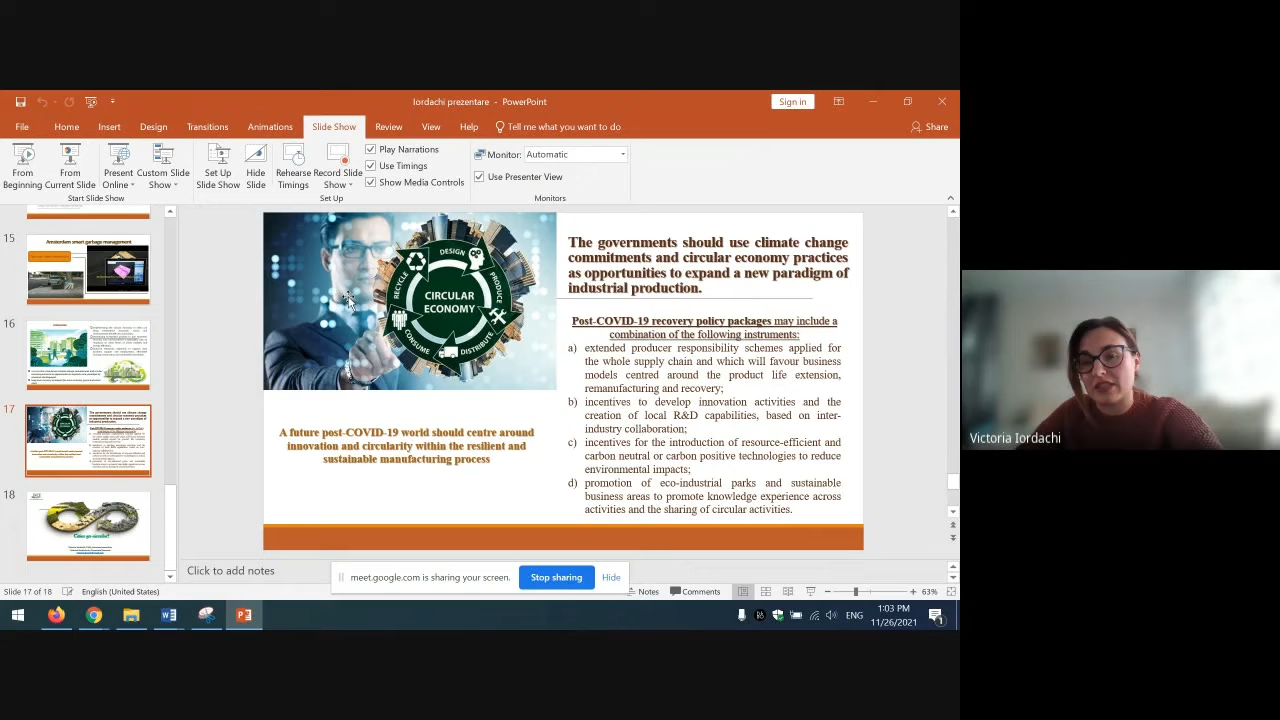 Iordachi prezentare - PowerPoint
Sign in
File Home Insert Design Transitions Animations Slide Show Review View Help Tell me what you want to do
Share
From Beginning
From Current Slide
Present Online
Custom Slide Show
Set Up Slide Show
Hide Slide
Rehearse Timings
Record Slide Show
Play Narrations
Use Timings
Show Media Controls
Monitor: Automatic
Use Presenter View
Start Slide Show
Set Up
Monitors
15
Amsterdam smart garbage management
16
17
18
DESIGN
PRODUCE
DISTRIBUTE
CONSUME
RECYCLE
CIRCULAR
ECONOMY
A future post-COVID-19 world should centre around
innovation and circularity within the resilient and
sustainable manufacturing process
The governments should use climate change
commitments and circular economy practices
as opportunities to expand a new paradigm of
industrial production.
Post-COVID-19 recovery policy packages may include a
combination of the following instruments:
a) extended producer responsibility schemes applied for
the whole supply chain and which will favour business
models centred around the product life extension,
remanufacturing and recovery;
b) incentives to develop innovation activities and the
creation of local R&D capabilities, based on inter-
industry collaboration;
c) incentives for the introduction of resource-efficient and
carbon neutral or carbon positive technologies to reduce
environmental impacts;
d) promotion of eco-industrial parks and sustainable
business areas to promote knowledge experience across
activities and the sharing of circular activities.
Click to add notes
meet.google.com is sharing your screen.
Stop sharing
Hide
Slide 17 of 18
English (United States)
Notes
Comments
63%
ENG
1:03 PM
11/26/2021
1
Victoria Iordachi